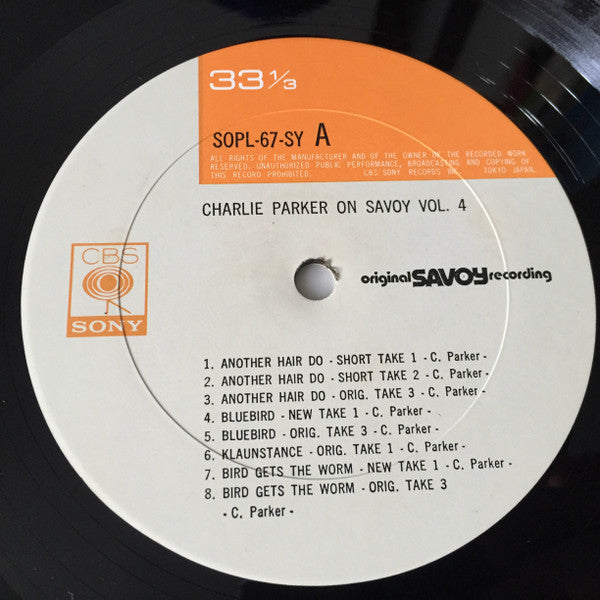 33 1/3
SOPL-67-SY A
ALL RIGHTS OF THE MANUFACTURER AND OF THE OWNER OF THE RECORDED WORK
RESERVED. UNAUTHORIZED PUBLIC PERFORMANCE, BROADCASTING AND COPYING OF
THIS RECORD PROHIBITED. CBS SONY RECORDS INC. TOKYO JAPAN.
CHARLIE PARKER ON SAVOY VOL. 4
CBS
SONY
original SAVOY recording
1. ANOTHER HAIR DO - SHORT TAKE 1 - C. Parker -
2. ANOTHER HAIR DO - SHORT TAKE 2 - C. Parker -
3. ANOTHER HAIR DO - ORIG. TAKE 3 - C. Parker -
4. BLUEBIRD - NEW TAKE 1 - C. Parker -
5. BLUEBIRD - ORIG. TAKE 3 - C. Parker -
6. KLAUNSTANCE - ORIG. TAKE 1 - C. Parker -
7. BIRD GETS THE WORM - NEW TAKE 1 - C. Parker -
8. BIRD GETS THE WORM - ORIG. TAKE 3
- C. Parker -